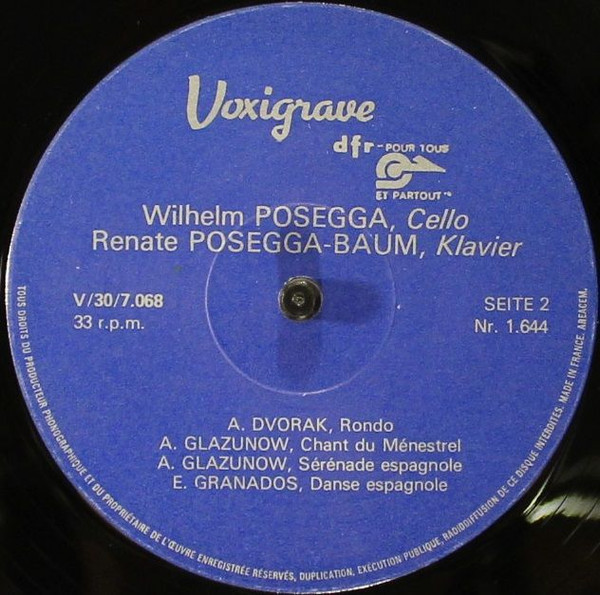 Voxigrave
dfr-POUR TOUS
ET PARTOUT
Wilhelm POSEGGA, Cello
Renate POSEGGA-BAUM, Klavier
V/30/7.068
33 r.p.m.
SEITE 2
Nr. 1.644
A. DVORAK, Rondo
A. GLAZUNOW, Chant du Ménestrel
A. GLAZUNOW, Sérénade espagnole
E. GRANADOS, Danse espagnole
TOUS DROITS DU PRODUCTEUR PHONOGRAPHIQUE ET DU PROPRIÉTAIRE DE L'ŒUVRE ENREGISTRÉE RÉSERVÉS, DUPLICATION, EXÉCUTION PUBLIQUE, RADIODIFFUSION DE CE DISQUE INTERDITES. MADE IN FRANCE. AREACEM.